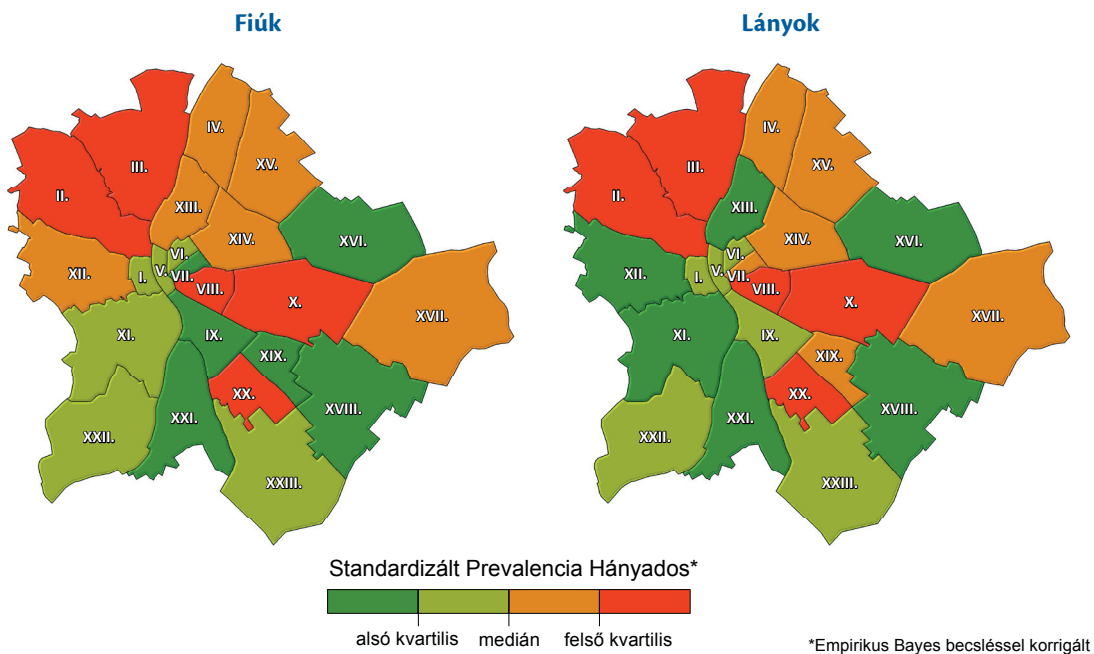 Fiúk
IV.
III.
XV.
II.
XIII.
XIV.
XVI.
VI.
XII.
I.
V.
VII.
VIII.
X.
XVII.
XI.
IX.
XIX.
XX.
XVIII.
XXI.
XXII.
XXIII.
Lányok
IV.
III.
XV.
II.
XIII.
XIV.
XVI.
VI.
XII.
I.
V.
VII.
VIII.
X.
XVII.
XI.
IX.
XIX.
XX.
XVIII.
XXI.
XXII.
XXIII.
Standardizált Prevalencia Hányados*
alsó kvartilis medián felső kvartilis
*Empirikus Bayes becsléssel korrigált